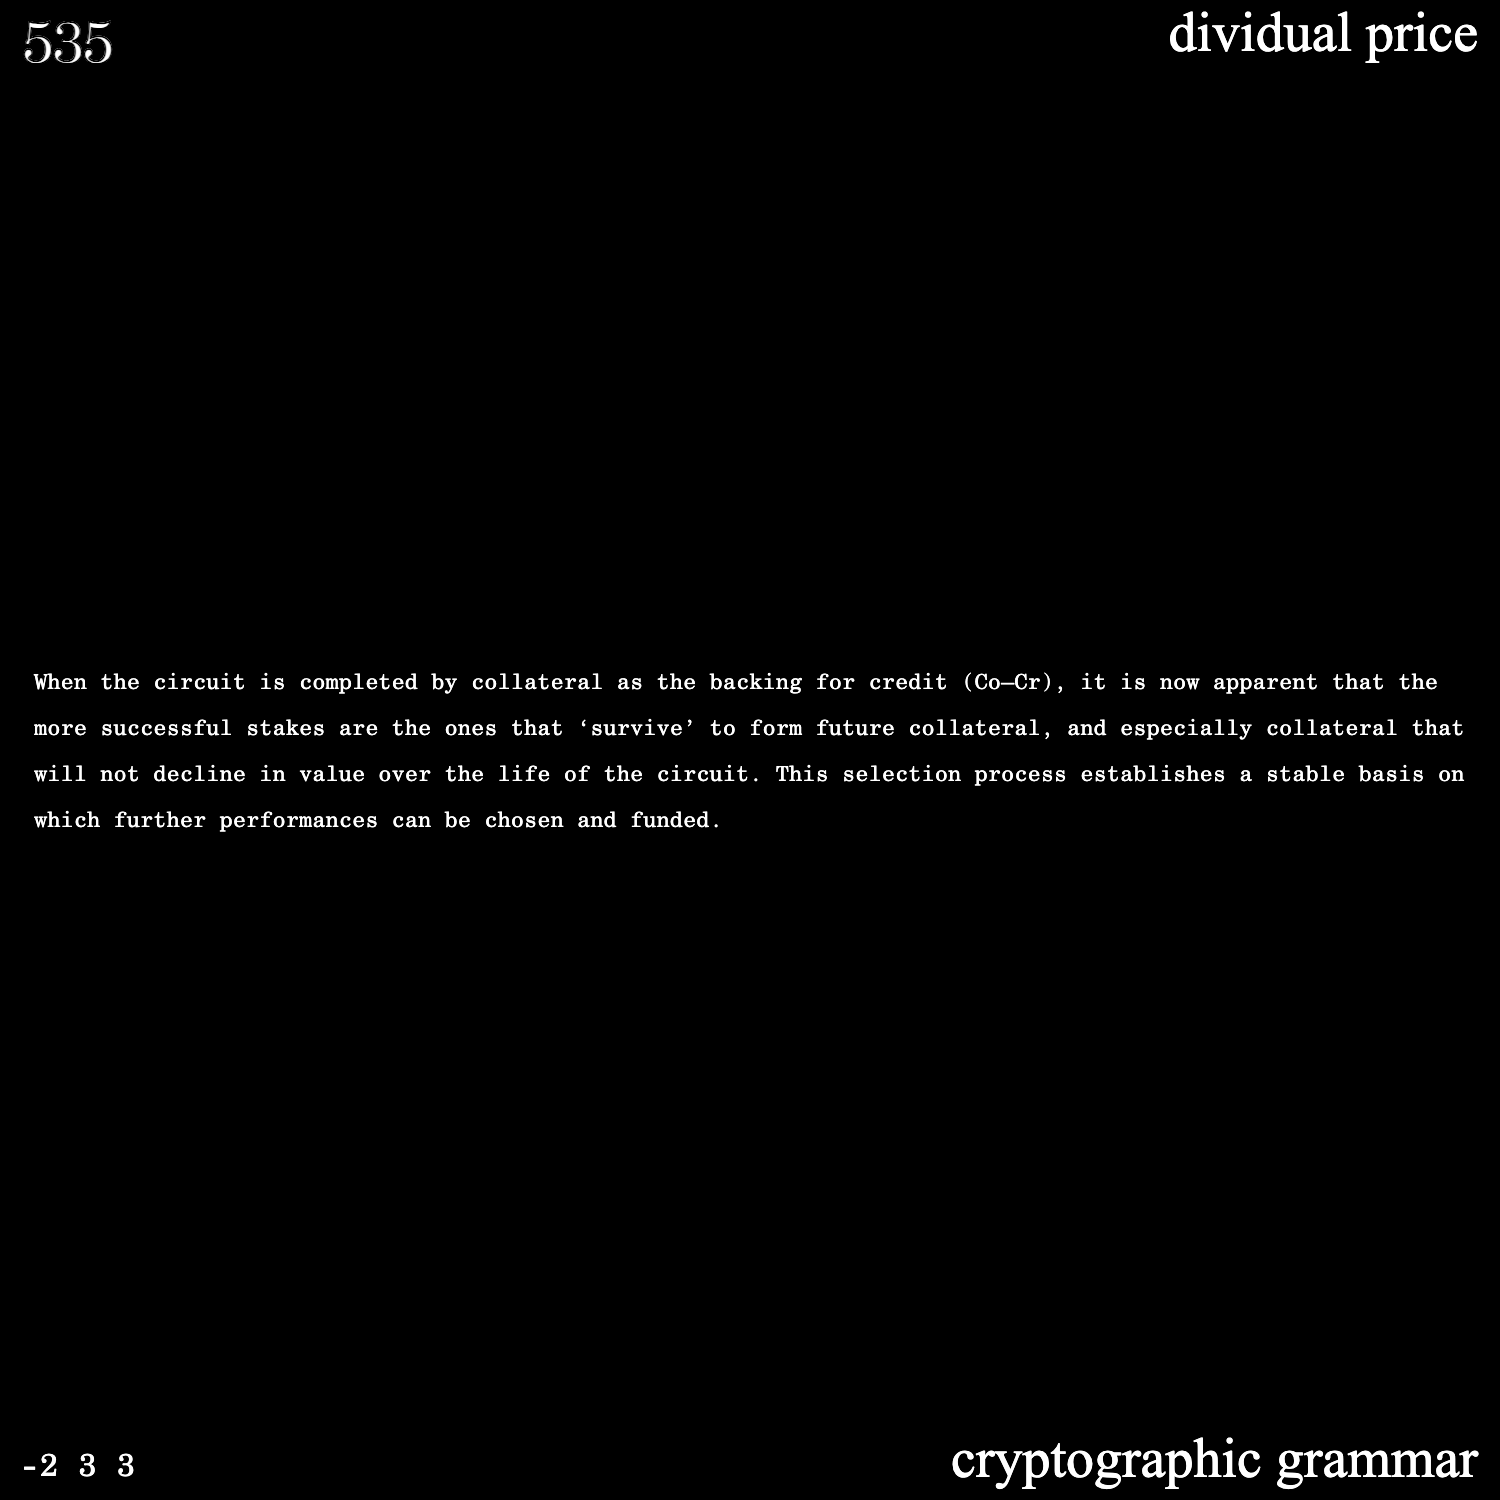 535
dividual price
When the circuit is completed by collateral as the backing for credit (Co–Cr), it is now apparent that the
more successful stakes are the ones that ‘survive’ to form future collateral, and especially collateral that
will not decline in value over the life of the circuit. This selection process establishes a stable basis on
which further performances can be chosen and funded.
-2 3 3
cryptographic grammar